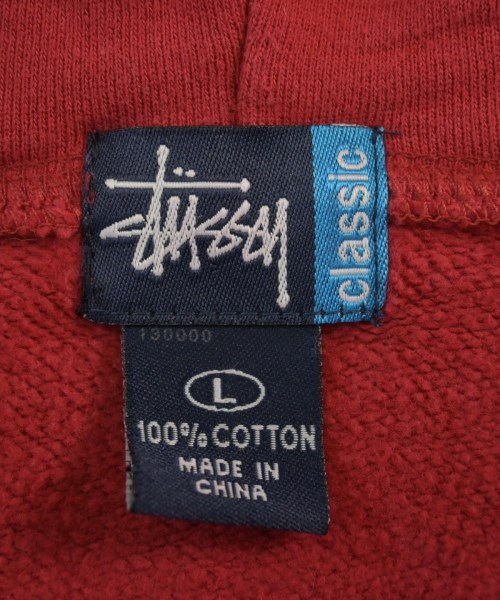 Stüssy
classic
130000
L
100% COTTON
MADE IN
CHINA